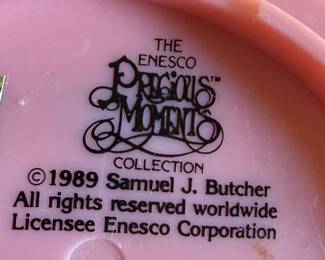 THE
ENESCO
PRECIOUS™
MOMENTS
COLLECTION
©1989 Samuel J. Butcher
All rights reserved worldwide
Licensee Enesco Corporation